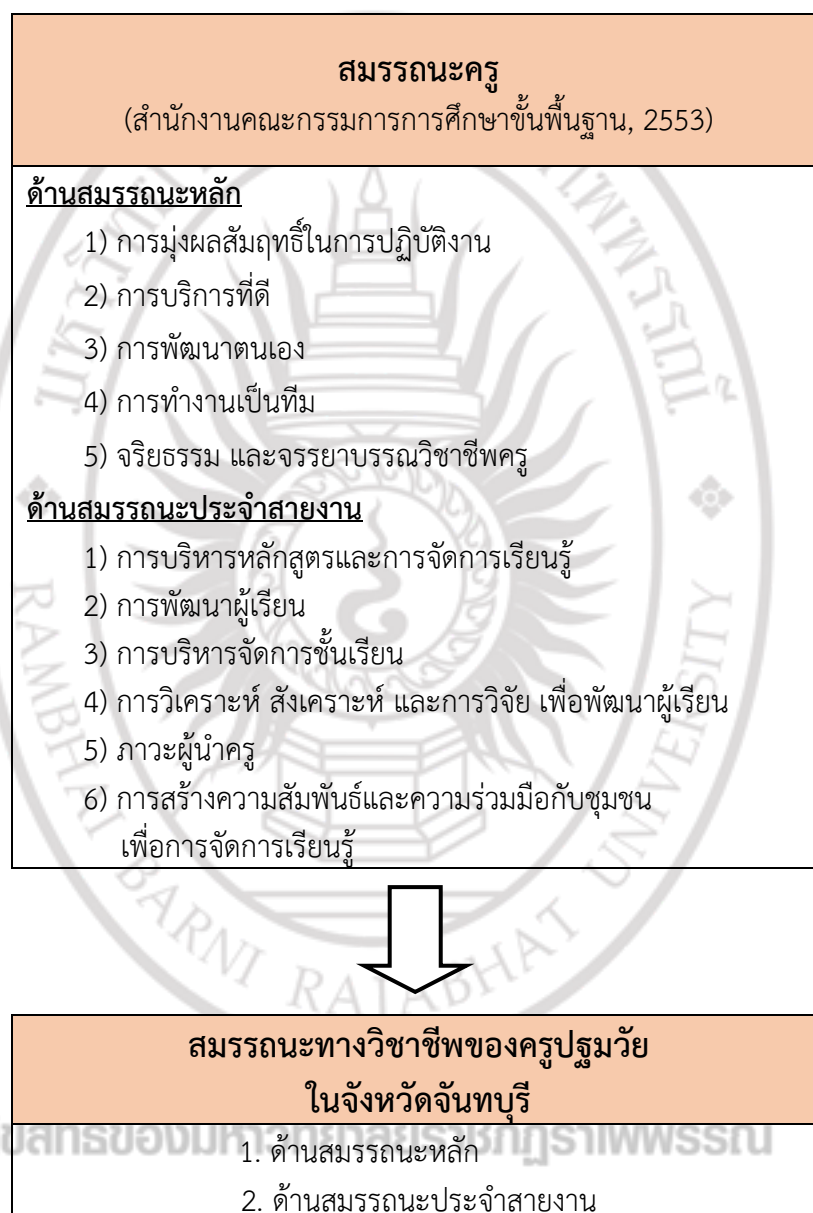 สมรรถนะครู
(สำนักงานคณะกรรมการการศึกษาขั้นพื้นฐาน, 2553)
ด้านสมรรถนะหลัก
1) การมุ่งผลสัมฤทธิ์ในการปฏิบัติงาน
2) การบริการที่ดี
3) การพัฒนาตนเอง
4) การทำงานเป็นทีม
5) จริยธรรม และจรรยาบรรณวิชาชีพครู
ด้านสมรรถนะประจำสายงาน
1) การบริหารหลักสูตรและการจัดการเรียนรู้
2) การพัฒนาผู้เรียน
3) การบริหารจัดการชั้นเรียน
4) การวิเคราะห์ สังเคราะห์ และการวิจัย เพื่อพัฒนาผู้เรียน
5) ภาวะผู้นำครู
6) การสร้างความสัมพันธ์และความร่วมมือกับชุมชน
เพื่อการจัดการเรียนรู้
RAMBHAI BARNI RAJABHAT UNIVERSITY
สมรรถนะทางวิชาชีพของครูปฐมวัย
ในจังหวัดจันทบุรี
1. ด้านสมรรถนะหลัก
2. ด้านสมรรถนะประจำสายงาน